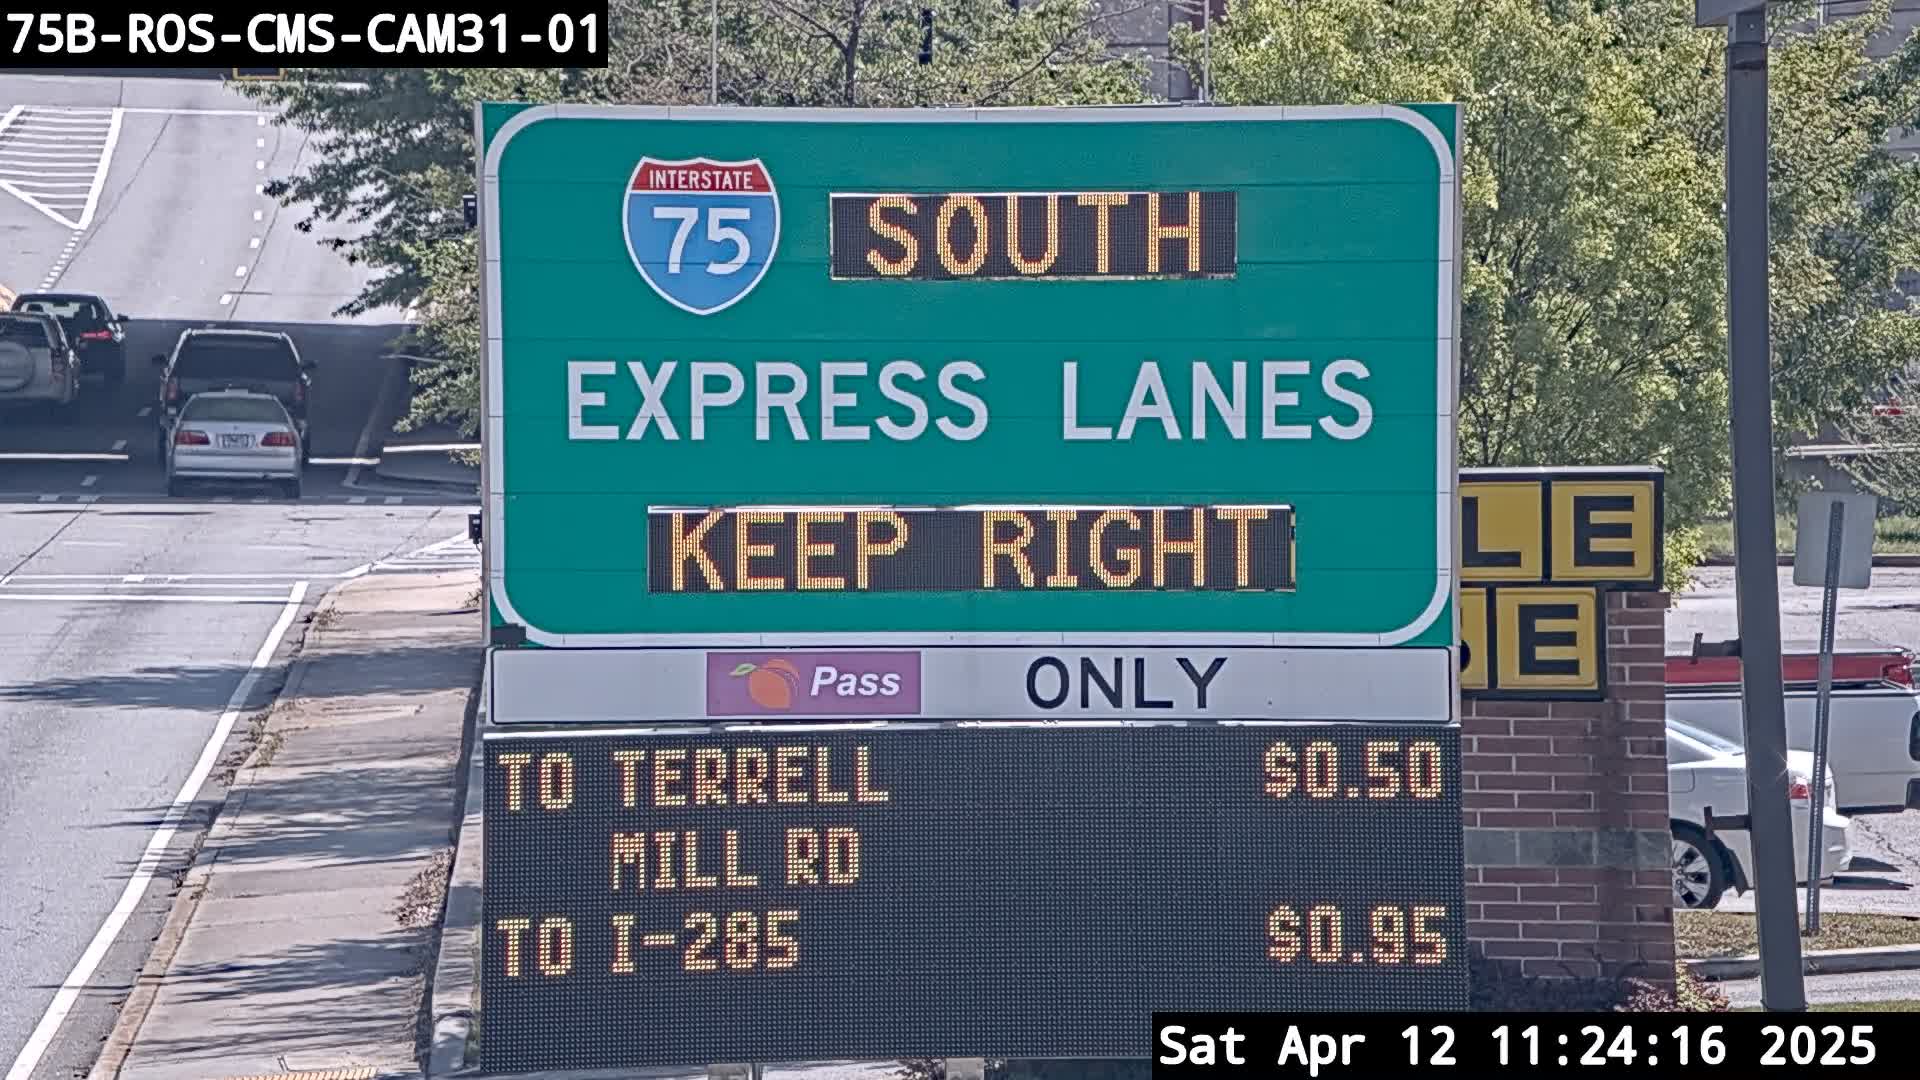 75B-ROS-CMS-CAM31-01
INTERSTATE
75
SOUTH
EXPRESS LANES
KEEP RIGHT
Pass ONLY
TO TERRELL $0.50
MILL RD
TO I-285 $0.95
LE
E
Sat Apr 12 11:24:16 2025